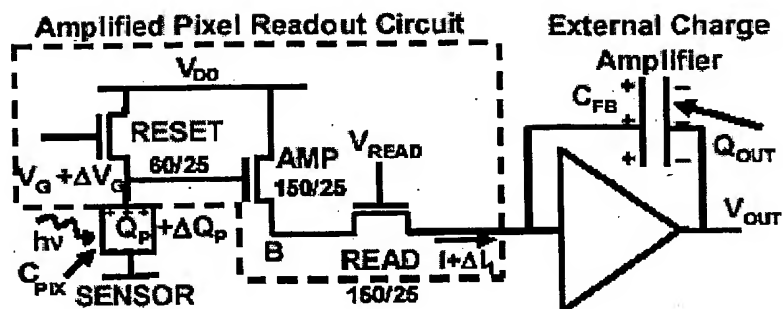 Amplified Pixel Readout Circuit
External Charge
Amplifier
V_DD
C_FB
+ −
+ −
+ −
RESET
60/25
V_G +ΔV_G
AMP
150/25
V_READ
Q_OUT
V_OUT
+ + +
Q_P +ΔQ_P
hν
C_PIX
SENSOR
B
READ
150/25
I+ΔI